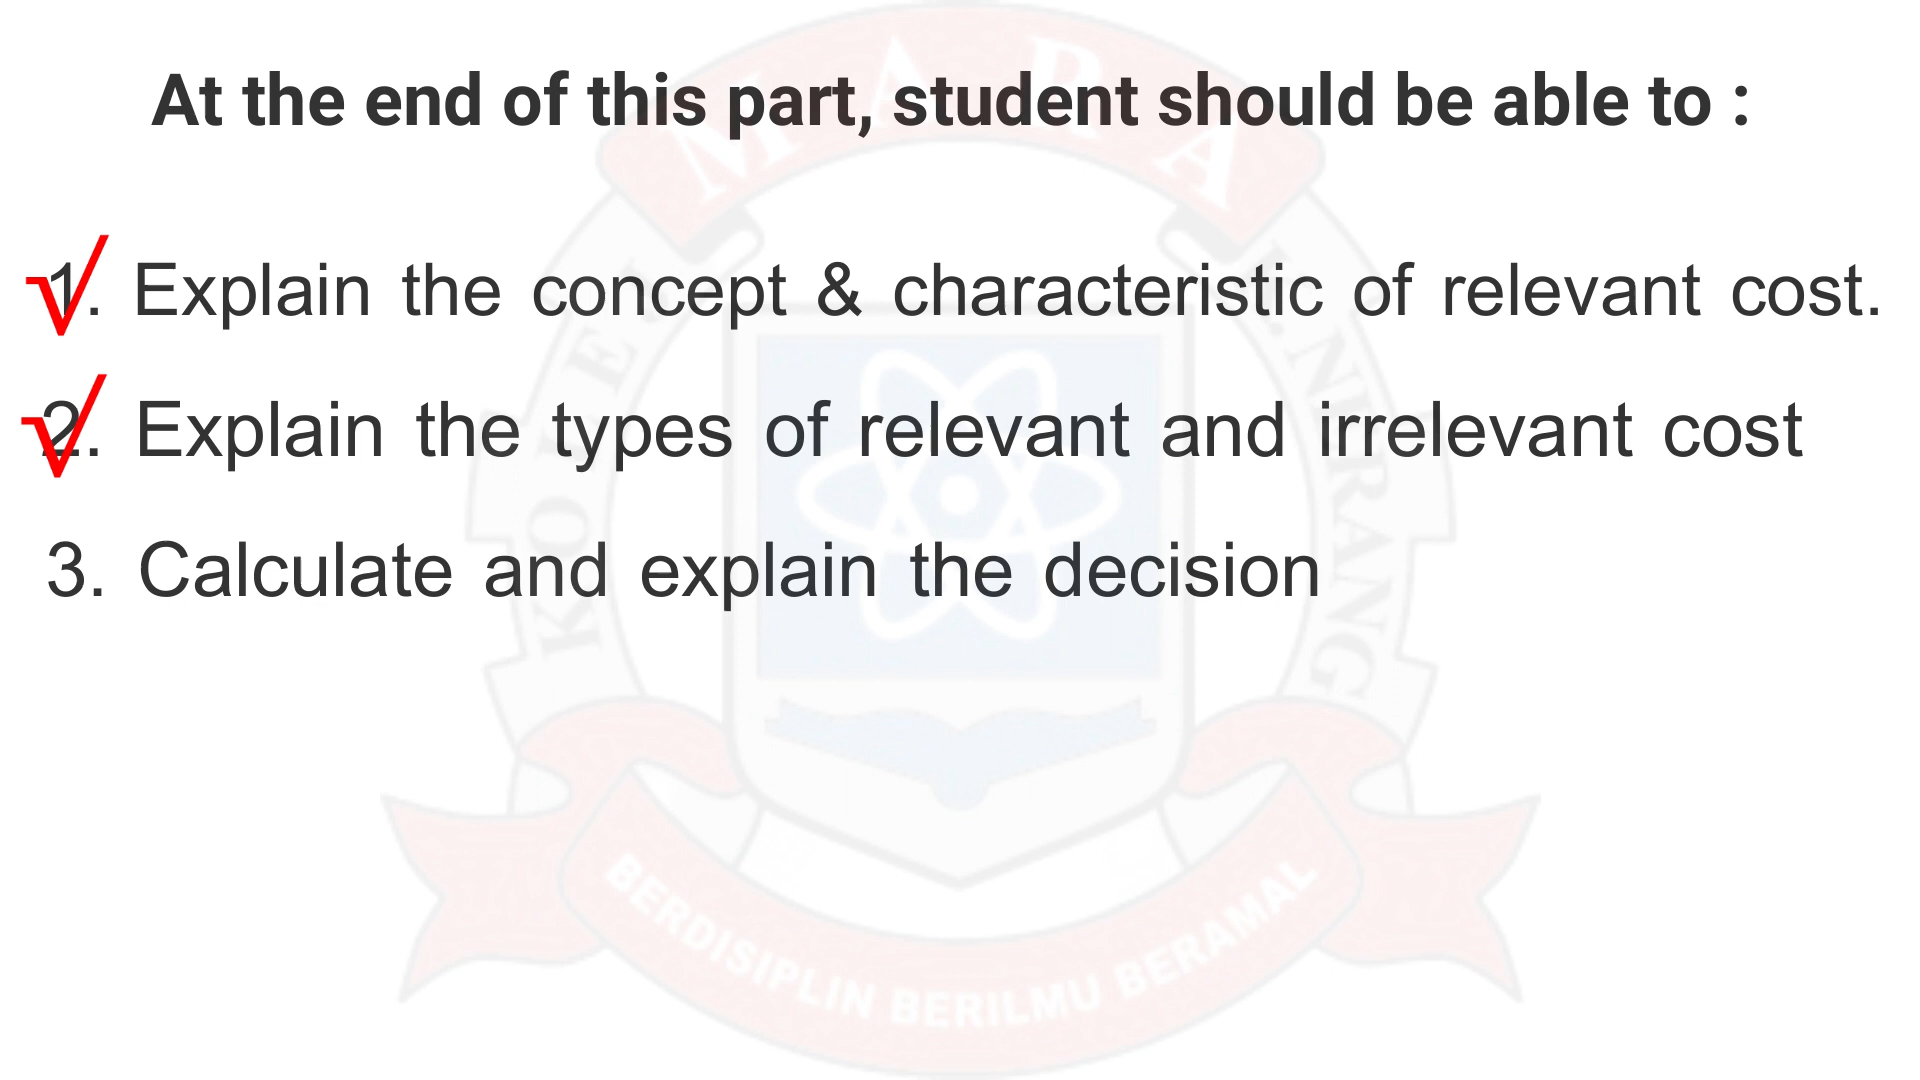 At the end of this part, student should be able to :
1. Explain the concept & characteristic of relevant cost.
2. Explain the types of relevant and irrelevant cost
3. Calculate and explain the decision
MARA
BERDISIPLIN BERILMU BERAMAL